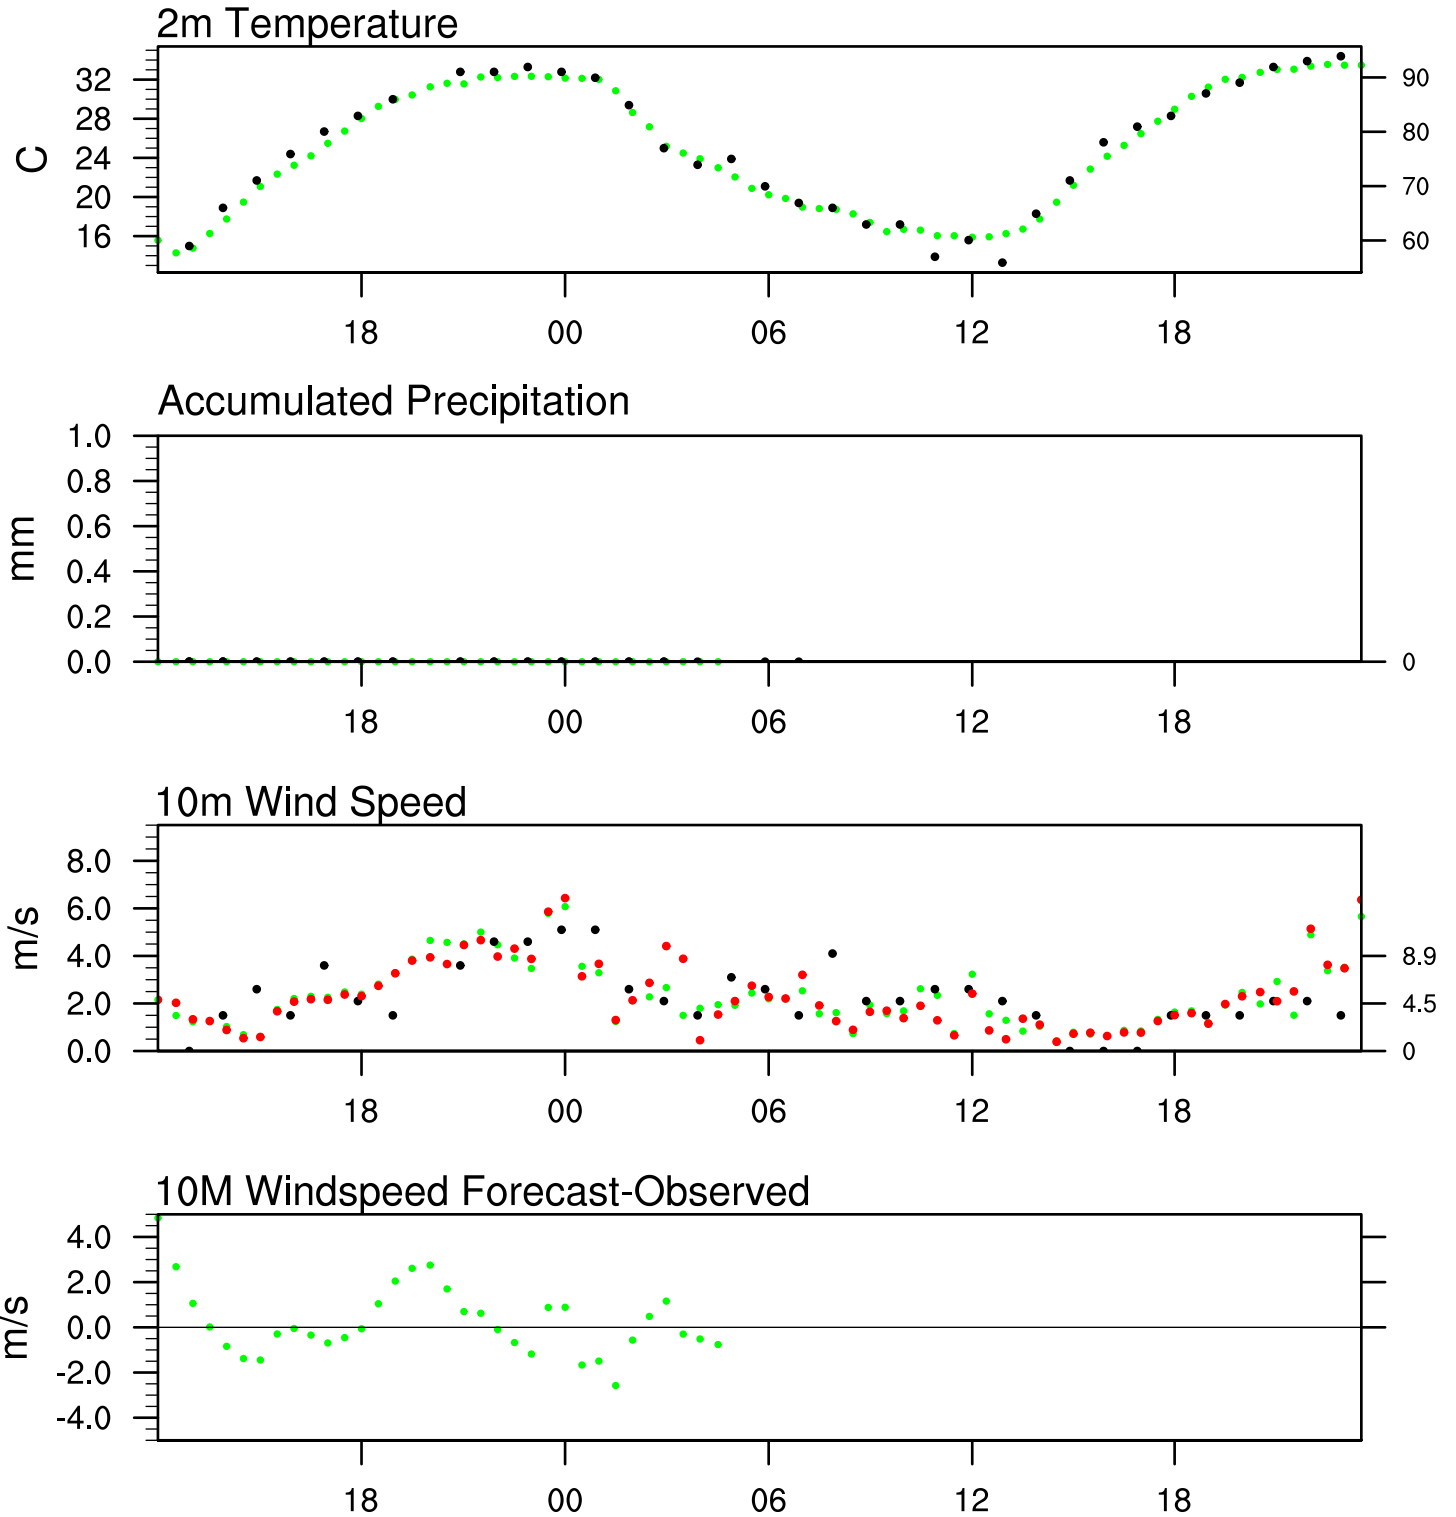 2m Temperature
32
28
24
20
16
C
90
80
70
60
18 00 06 12 18
Accumulated Precipitation
1.0
0.8
0.6
0.4
0.2
0.0
mm
0
18 00 06 12 18
10m Wind Speed
8.0
6.0
4.0
2.0
0.0
m/s
8.9
4.5
0
18 00 06 12 18
10M Windspeed Forecast-Observed
4.0
2.0
0.0
-2.0
-4.0
m/s
18 00 06 12 18